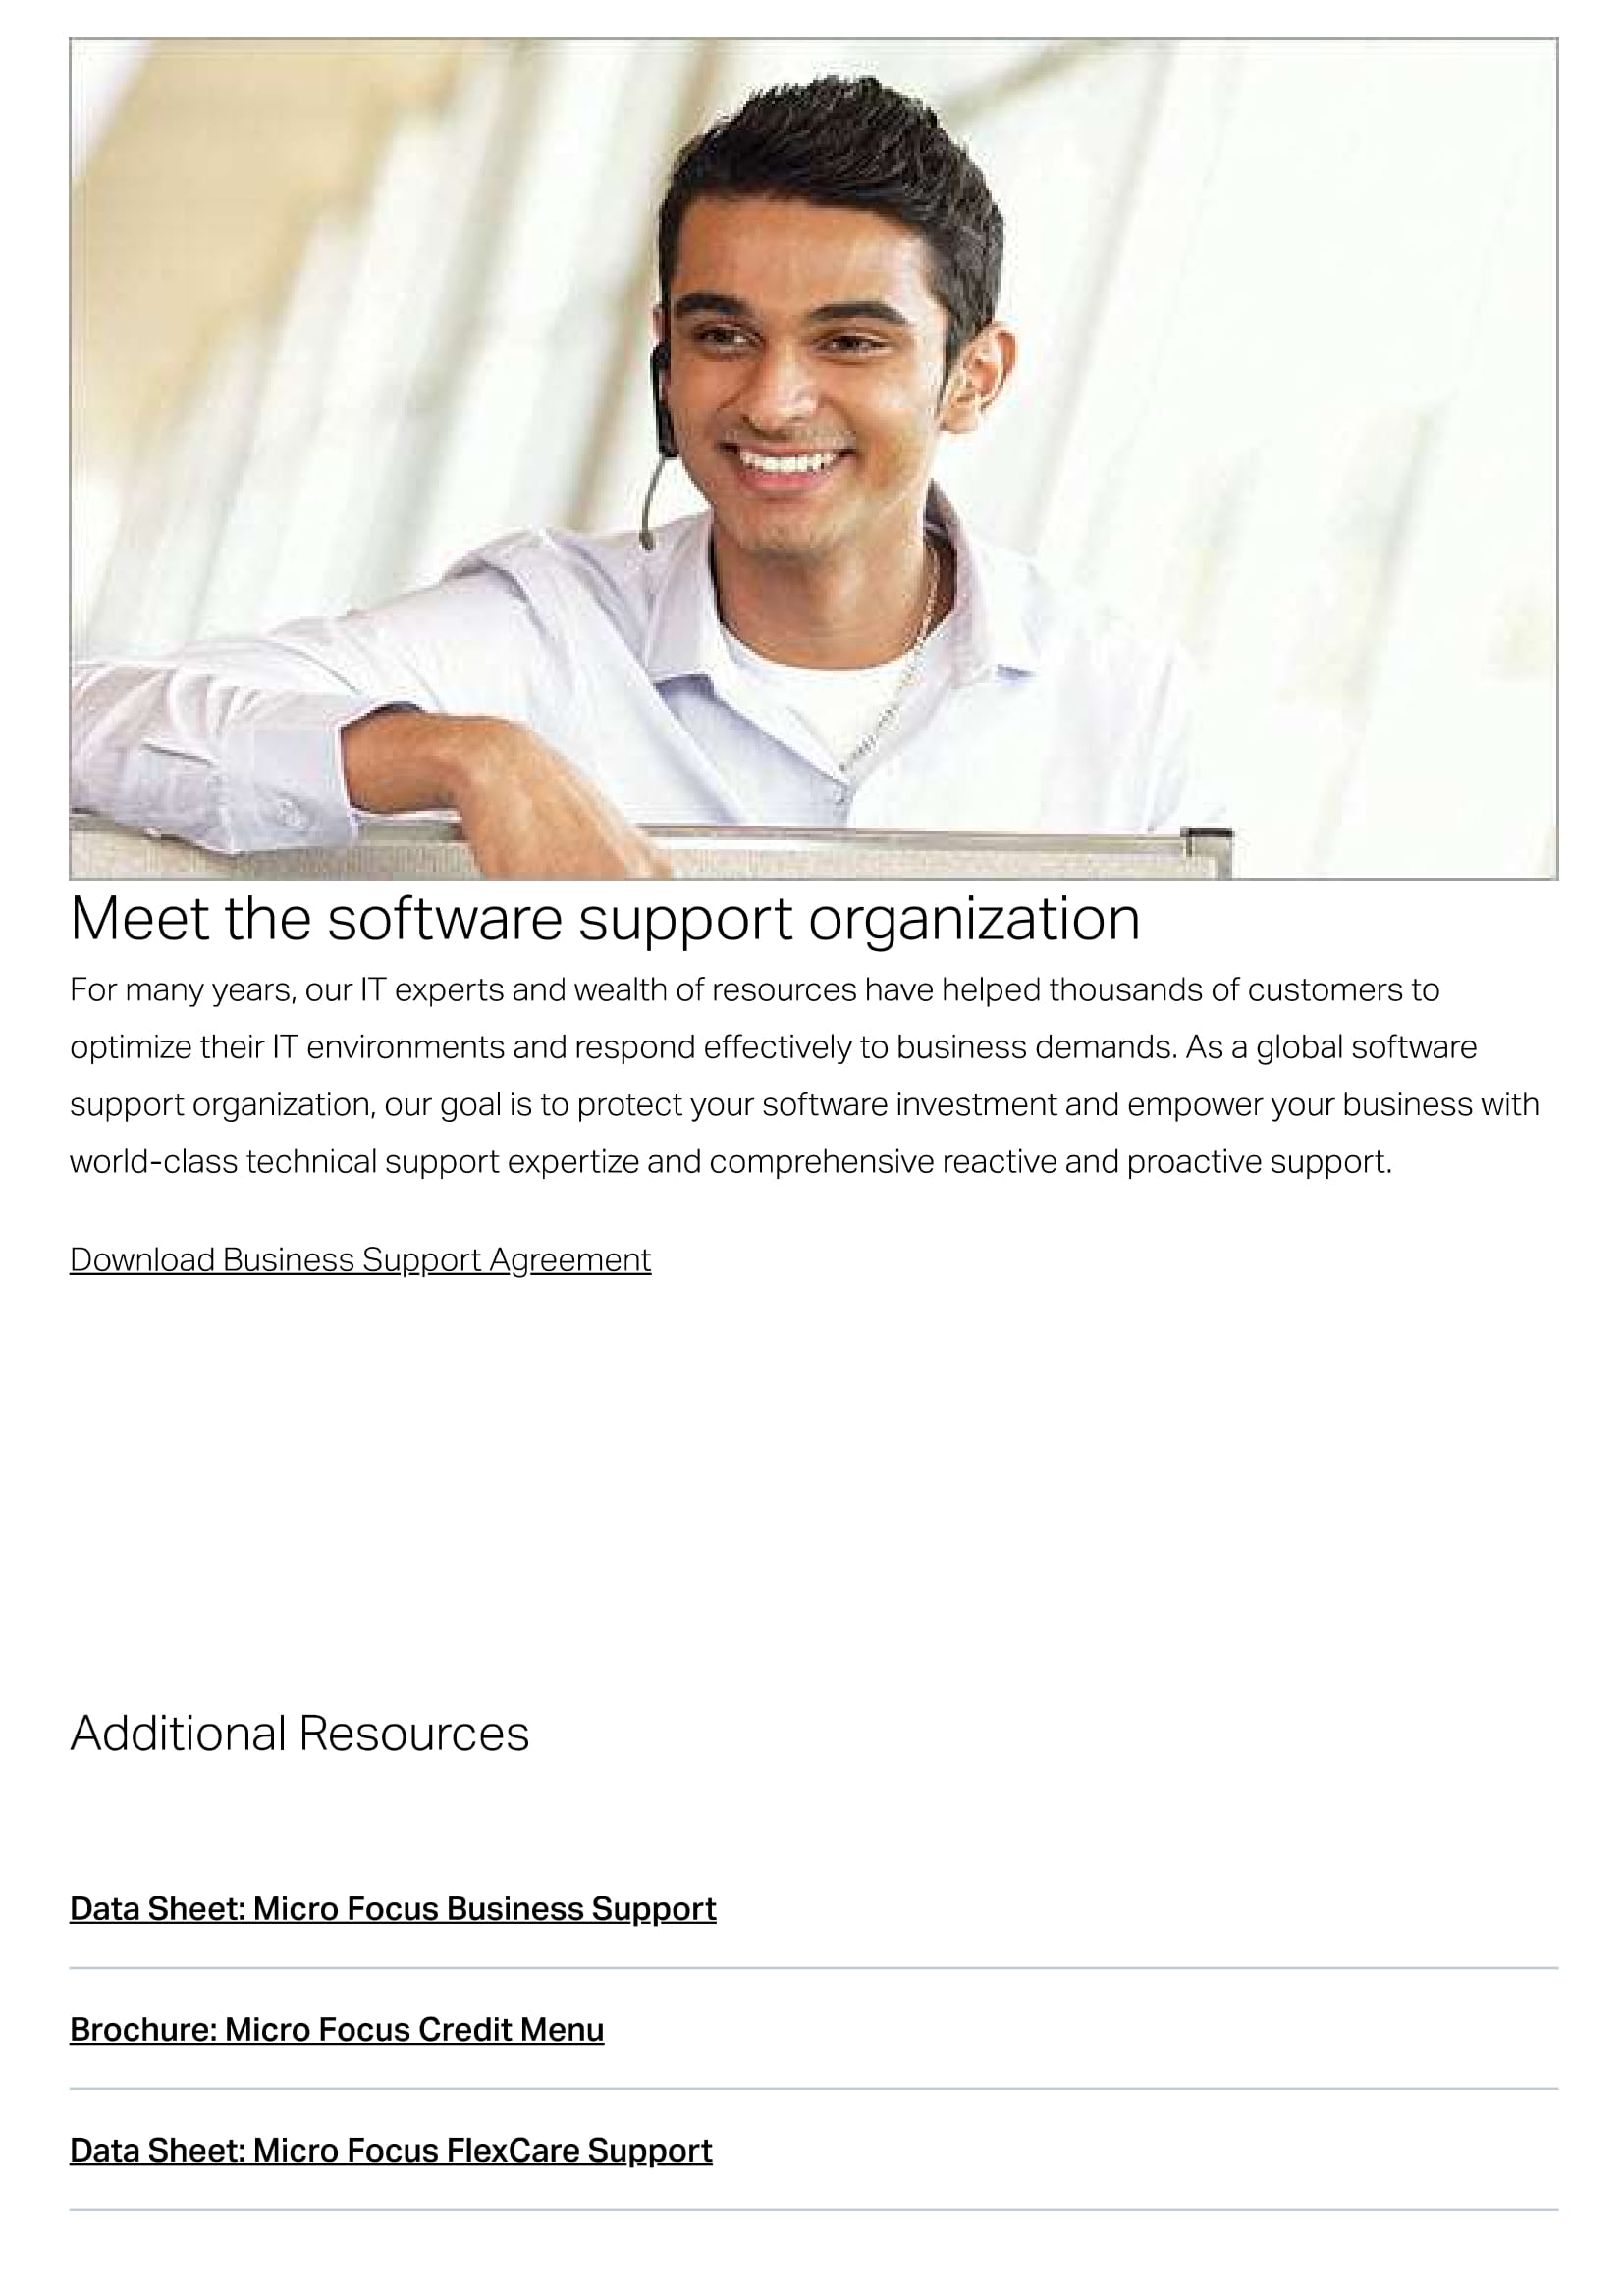 Meet the software support organization
For many years, our IT experts and wealth of resources have helped thousands of customers to
optimize their IT environments and respond effectively to business demands. As a global software
support organization, our goal is to protect your software investment and empower your business with
world-class technical support expertize and comprehensive reactive and proactive support.
Download Business Support Agreement
Additional Resources
Data Sheet: Micro Focus Business Support
Brochure: Micro Focus Credit Menu
Data Sheet: Micro Focus FlexCare Support